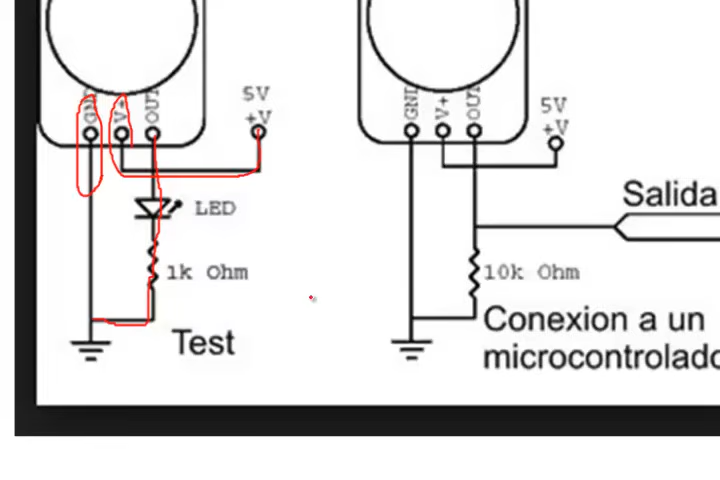 GND V+ OUT
5V
+V
LED
1k Ohm
Test
GND V+ OUT
5V
+V
Salida
10k Ohm
Conexion a un
microcontrolado